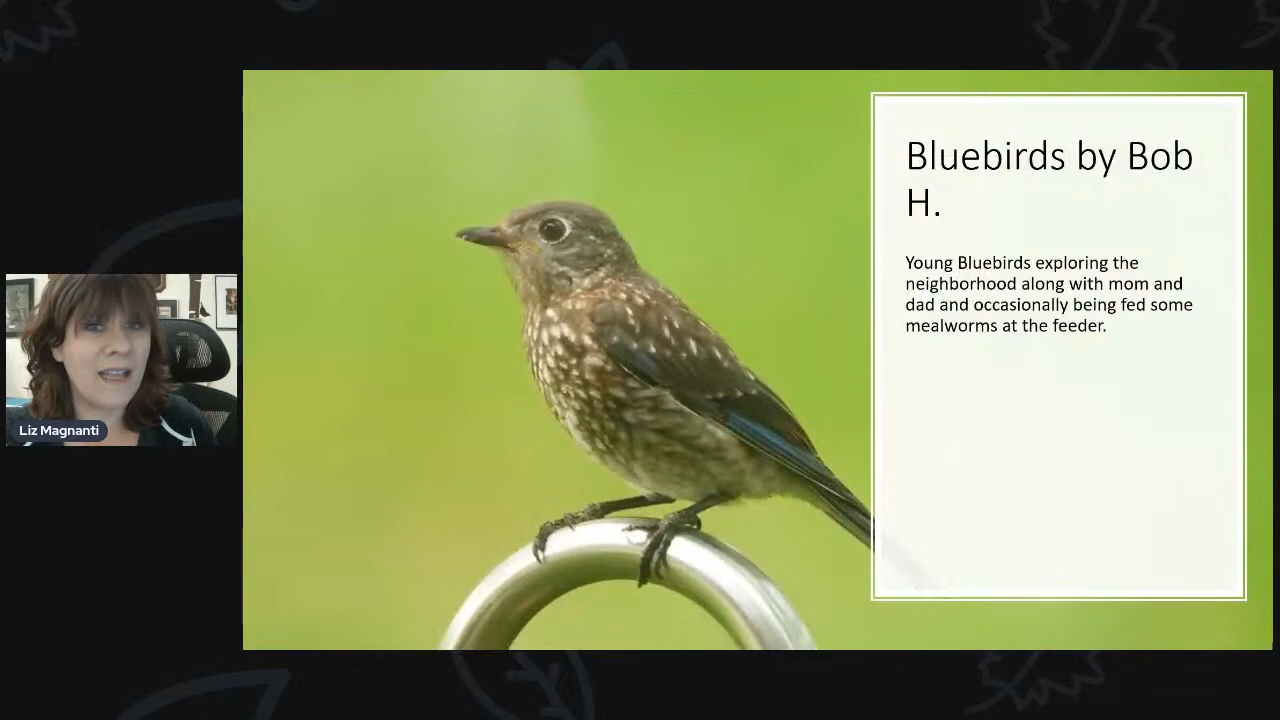 Bluebirds by Bob
H.
Young Bluebirds exploring the
neighborhood along with mom and
dad and occasionally being fed some
mealworms at the feeder.
Liz Magnanti